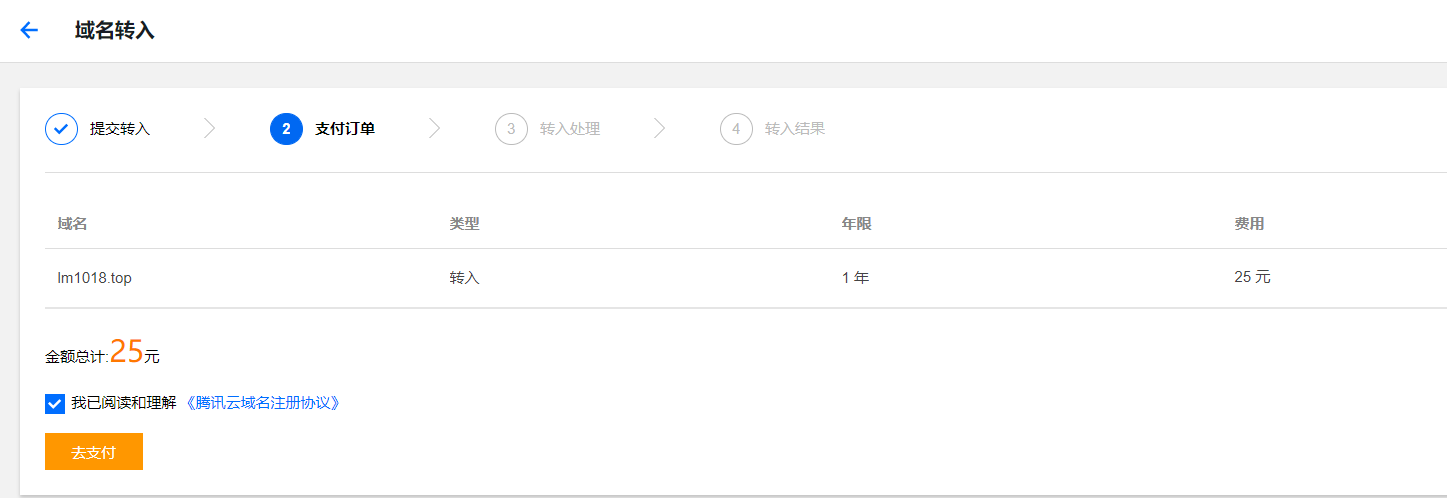 域名转入
提交转入 2 支付订单 3 转入处理 4 转入结果
域名 类型 年限 费用
lm1018.top 转入 1 年 25 元
金额总计:25元
我已阅读和理解 《腾讯云域名注册协议》
去支付